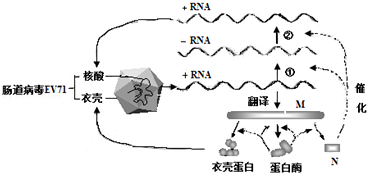 + RNA
②
- RNA
核酸
肠道病毒EV71
衣壳
+ RNA
①
催化
翻译
M
衣壳蛋白
蛋白酶
N